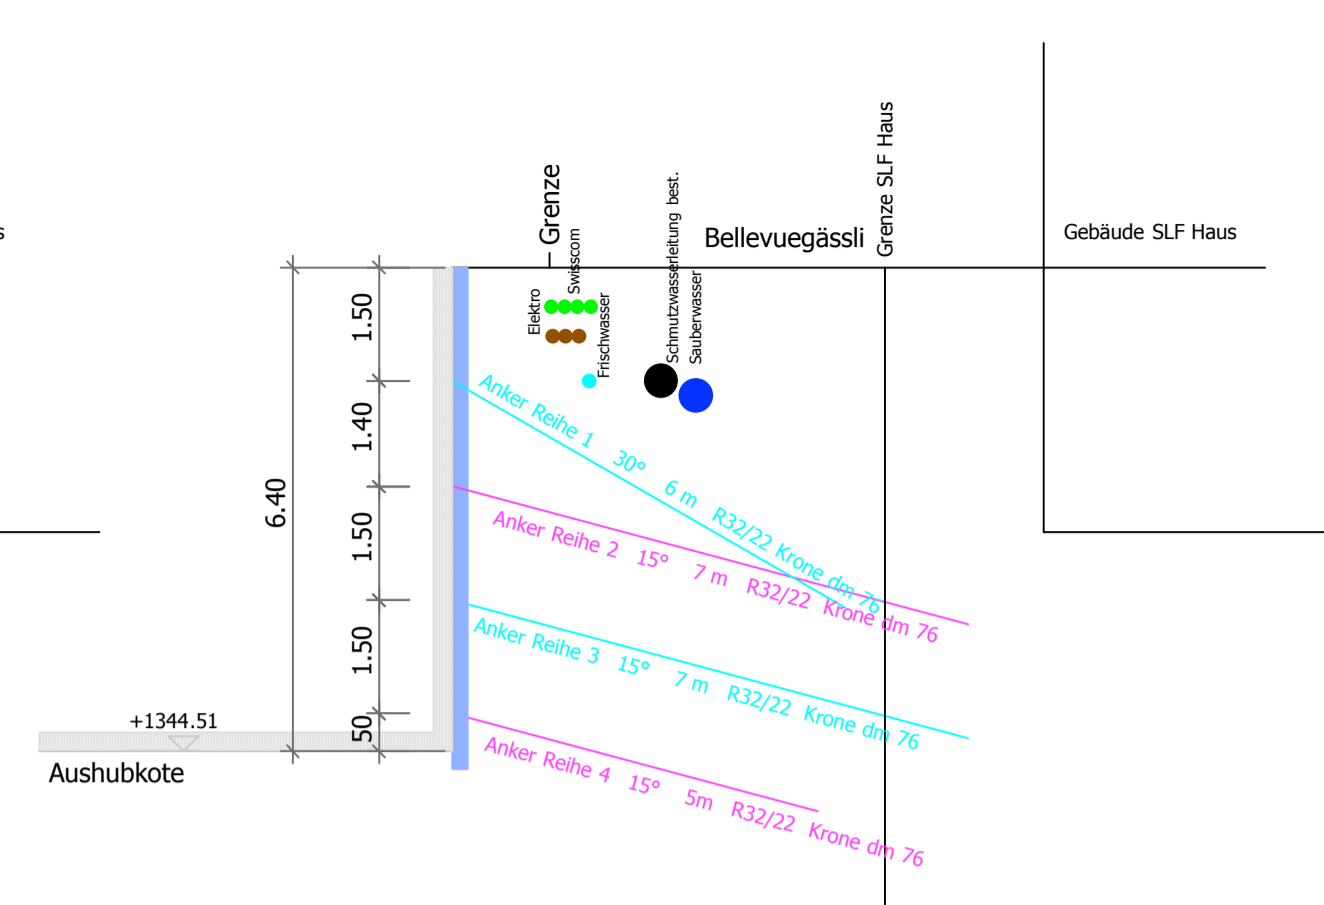 s
Grenze
Swisscom
Elektro
Frischwasser
Schmutzwasserleitung best.
Sauberwasser
Bellevuegässli
Grenze SLF Haus
Gebäude SLF Haus
1.50
1.40
1.50
1.50
50
6.40
Anker Reihe 1 30° 6 m R32/22 Krone dm 76
Anker Reihe 2 15° 7 m R32/22 Krone dm 76
Anker Reihe 3 15° 7 m R32/22 Krone dm 76
Anker Reihe 4 15° 5m R32/22 Krone dm 76
+1344.51
Aushubkote